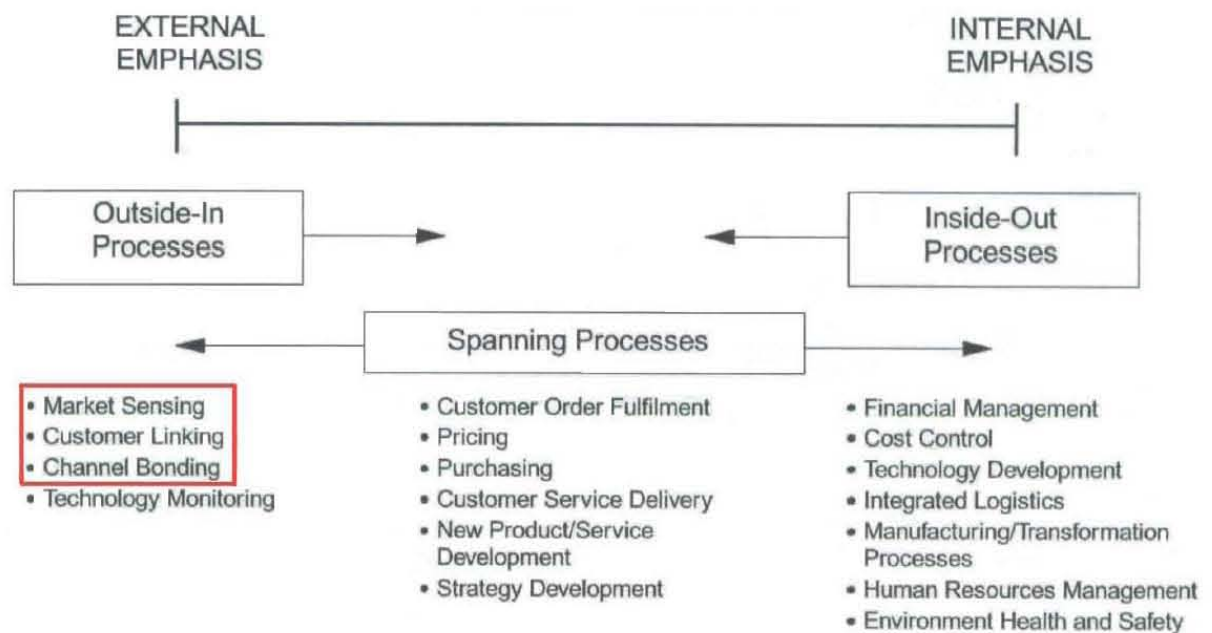 EXTERNAL
EMPHASIS
INTERNAL
EMPHASIS
Outside-In
Processes
Inside-Out
Processes
Spanning Processes
• Market Sensing
• Customer Linking
• Channel Bonding
• Technology Monitoring
• Customer Order Fulfilment
• Pricing
• Purchasing
• Customer Service Delivery
• New Product/Service
Development
• Strategy Development
• Financial Management
• Cost Control
• Technology Development
• Integrated Logistics
• Manufacturing/Transformation
Processes
• Human Resources Management
• Environment Health and Safety